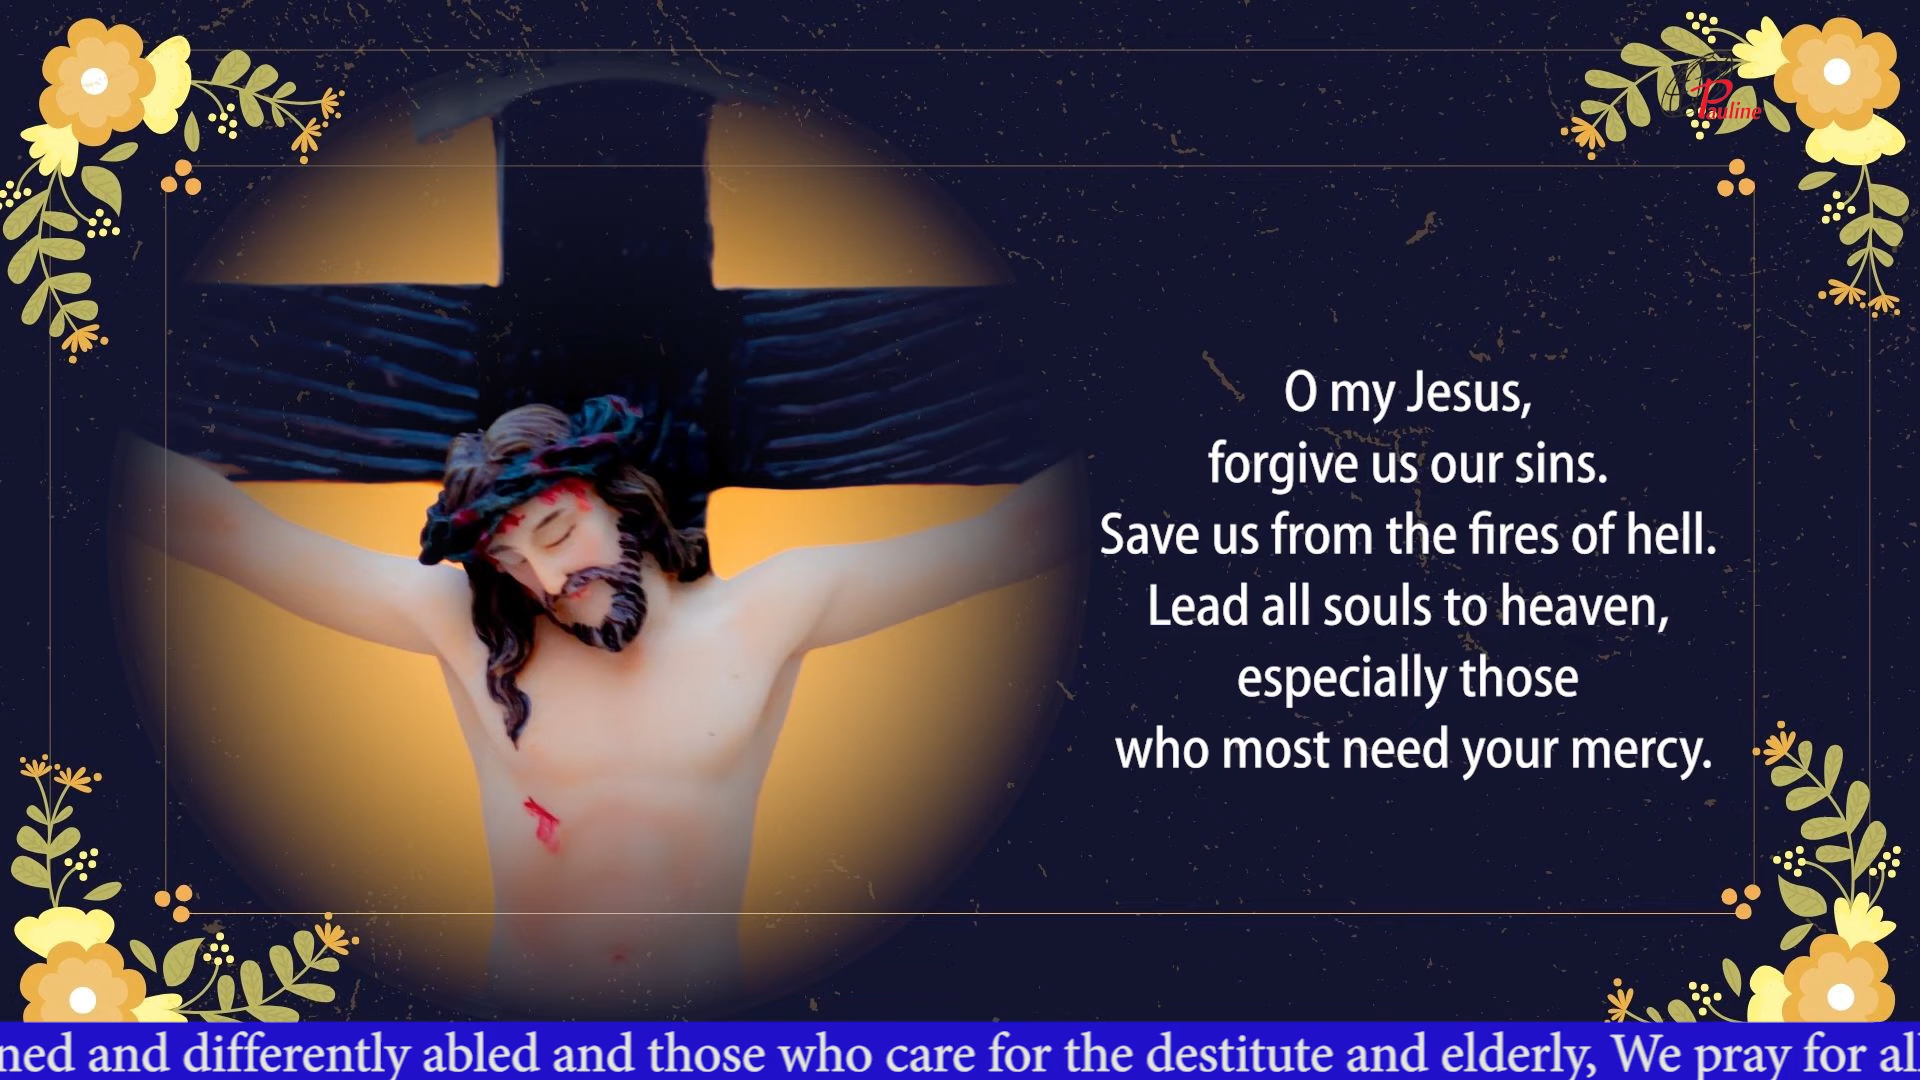 Pauline
O my Jesus,
forgive us our sins.
Save us from the fires of hell.
Lead all souls to heaven,
especially those
who most need your mercy.
ned and differently abled and those who care for the destitute and elderly, We pray for all